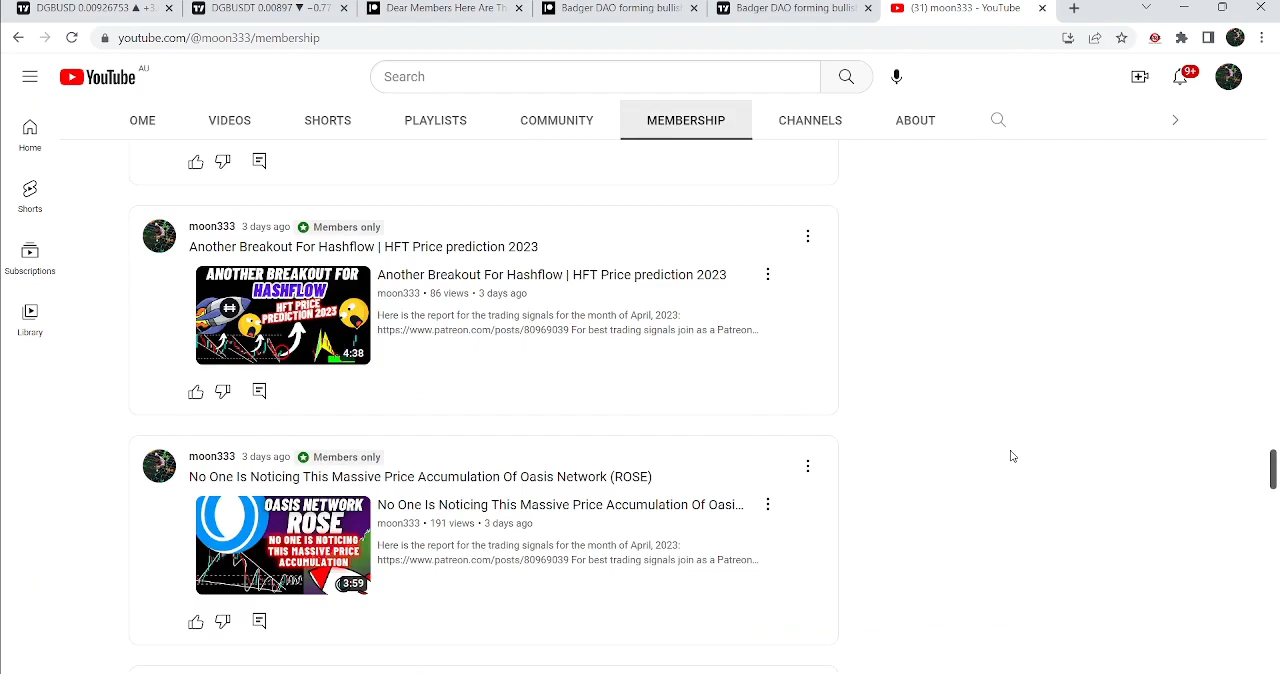 DGBUSD 0.00926753 ▲ +3.
DGBUSDT 0.00897 ▼ −0.77
Dear Members Here Are Th
Badger DAO forming bullish
Badger DAO forming bullish
(31) moon333 - YouTube
youtube.com/@moon333/membership
YouTube AU
Search
9+
OME
VIDEOS
SHORTS
PLAYLISTS
COMMUNITY
MEMBERSHIP
CHANNELS
ABOUT
Home
Shorts
Subscriptions
Library
moon333 3 days ago Members only
Another Breakout For Hashflow | HFT Price prediction 2023
ANOTHER BREAKOUT FOR
HASHFLOW
HFT PRICE
PREDICTION 2023
4:38
Another Breakout For Hashflow | HFT Price prediction 2023
moon333 • 86 views • 3 days ago
Here is the report for the trading signals for the month of April, 2023:
https://www.patreon.com/posts/80969039 For best trading signals join as a Patreon...
moon333 3 days ago Members only
No One Is Noticing This Massive Price Accumulation Of Oasis Network (ROSE)
OASIS NETWORK
ROSE
NO ONE IS NOTICING
THIS MASSIVE PRICE
ACCUMULATION
3:59
No One Is Noticing This Massive Price Accumulation Of Oasi...
moon333 • 191 views • 3 days ago
Here is the report for the trading signals for the month of April, 2023:
https://www.patreon.com/posts/80969039 For best trading signals join as a Patreon...